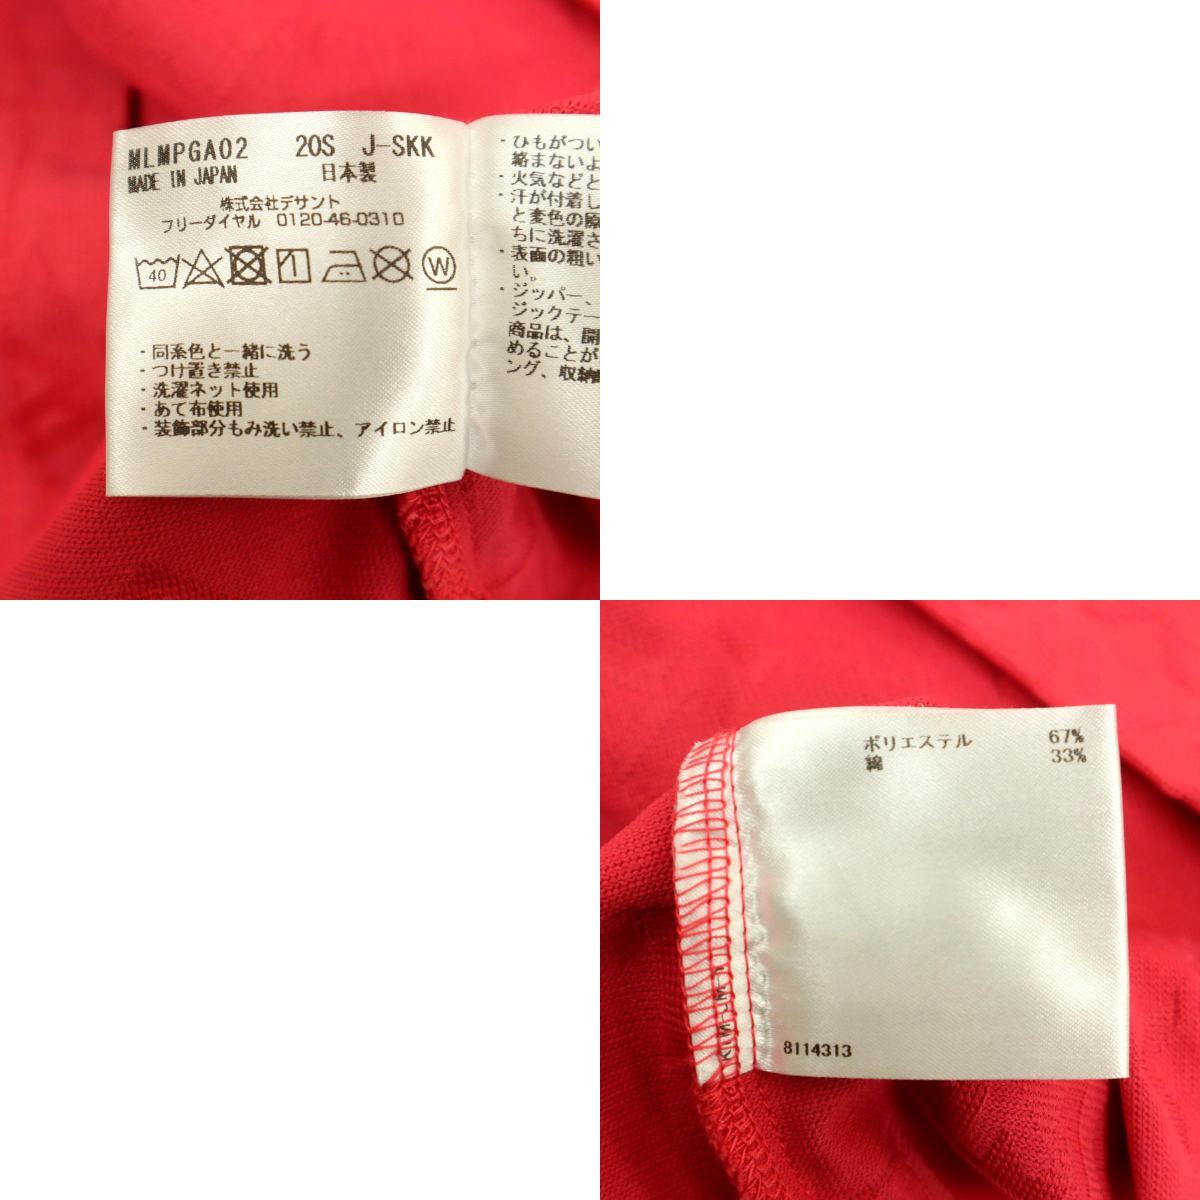 MLMPGA02 20S J-SKK
MADE IN JAPAN 日本製
株式会社デサント
フリーダイヤル 0120-46-0310
40
W
・同系色と一緒に洗う
・つけ置き禁止
・洗濯ネット使用
・あて布使用
・装飾部分もみ洗い禁止、アイロン禁止
・ひもがつい
絡まないよ
・火気などと
・汗が付着し
と変色の原
ちに洗濯さ
・表面の粗い
い。
・ジッパー、
ジックテー
商品は、開
めることが
ング、収納
ポリエステル 67%
綿 33%
8114313